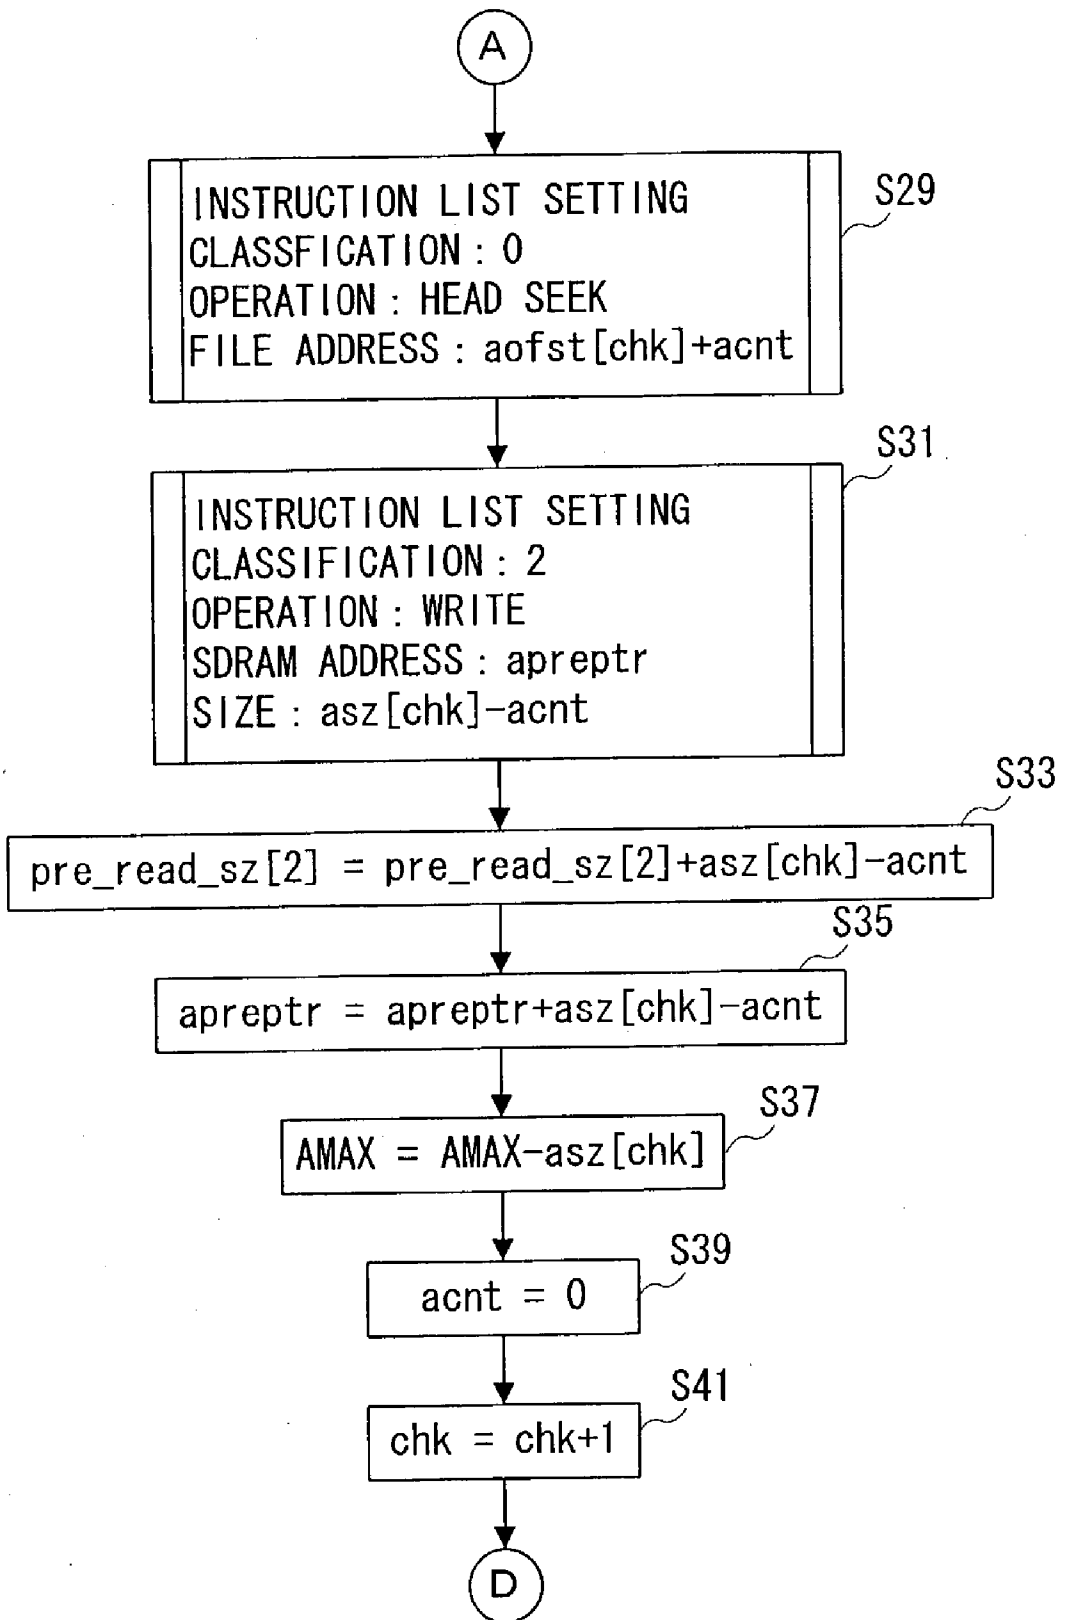 A
INSTRUCTION LIST SETTING
CLASSFICATION : 0
OPERATION : HEAD SEEK
FILE ADDRESS : aofst[chk]+acnt
S29
INSTRUCTION LIST SETTING
CLASSIFICATION : 2
OPERATION : WRITE
SDRAM ADDRESS : apreptr
SIZE : asz[chk]-acnt
S31
pre_read_sz[2] = pre_read_sz[2]+asz[chk]-acnt
S33
apreptr = apreptr+asz[chk]-acnt
S35
AMAX = AMAX-asz[chk]
S37
acnt = 0
S39
chk = chk+1
S41
D